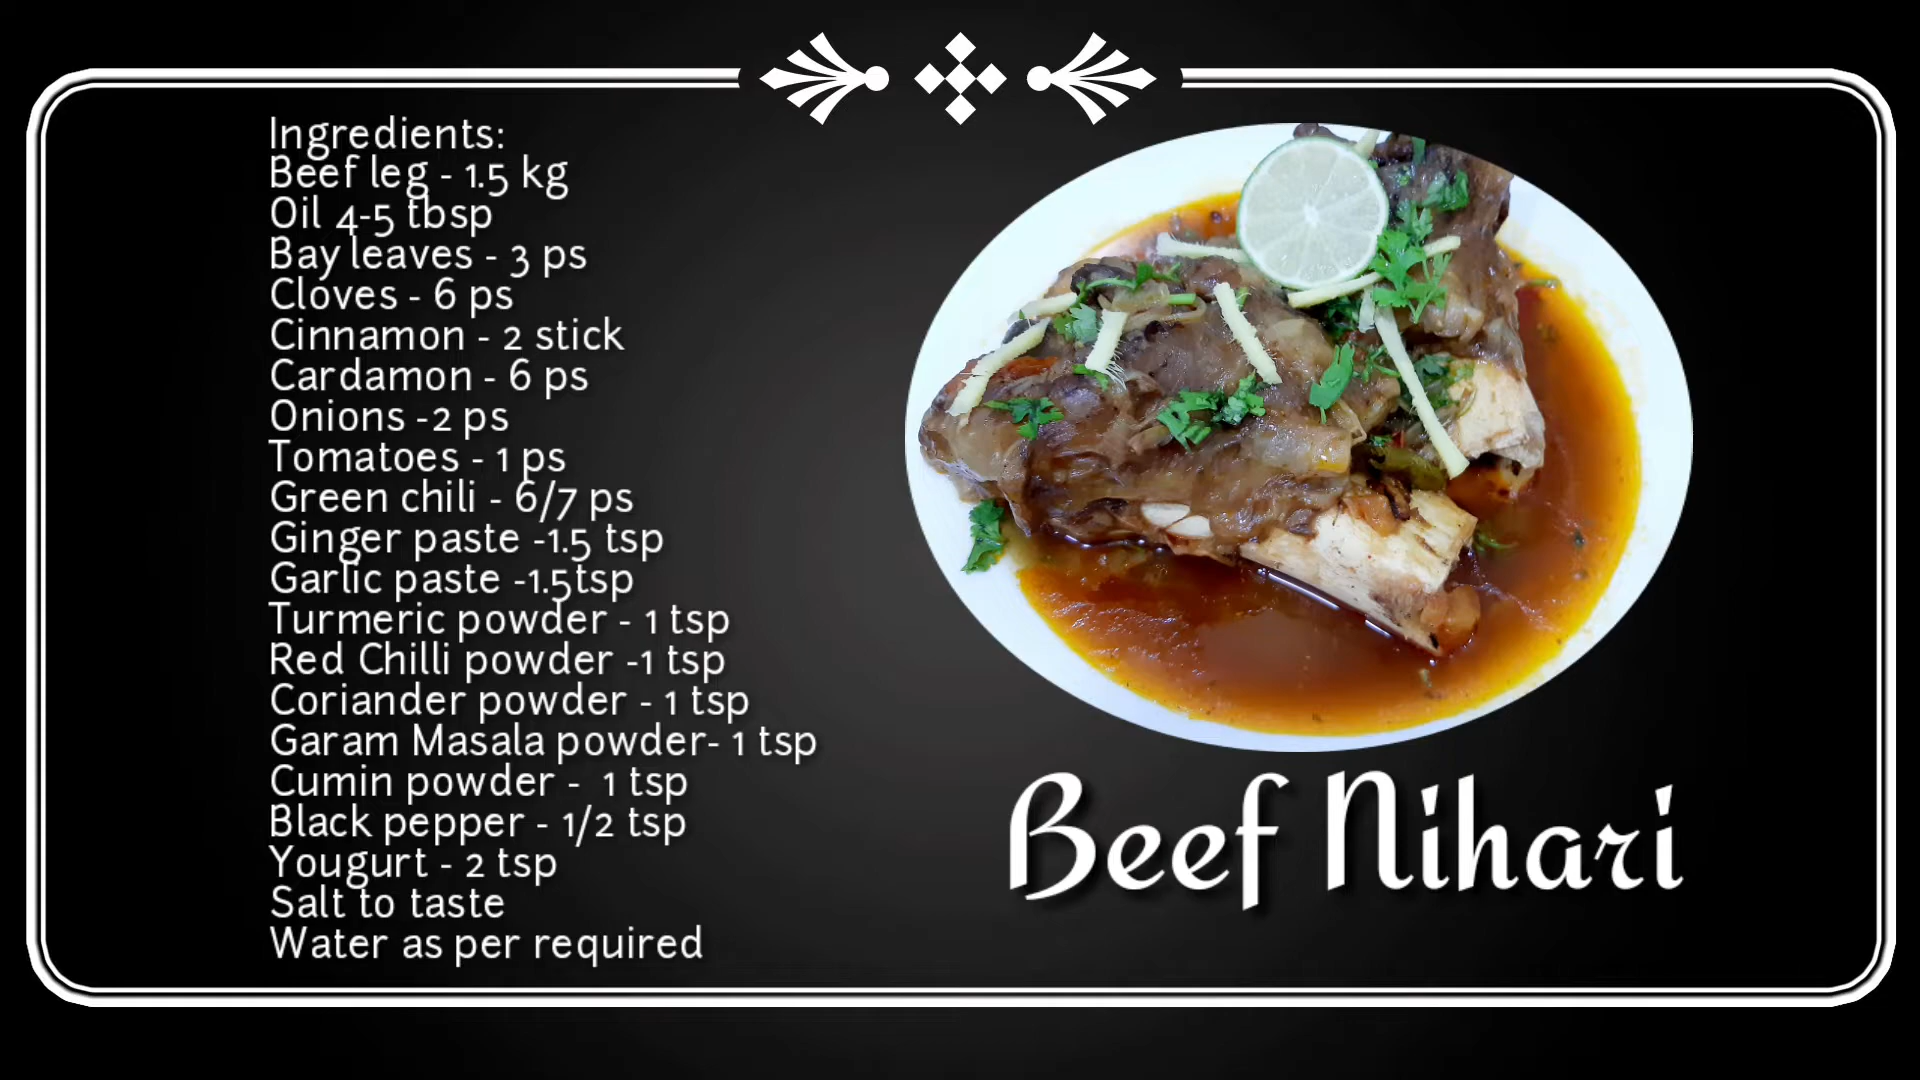 Ingredients:
Beef leg - 1.5 kg
Oil 4-5 tbsp
Bay leaves - 3 ps
Cloves - 6 ps
Cinnamon - 2 stick
Cardamon - 6 ps
Onions -2 ps
Tomatoes - 1 ps
Green chili - 6/7 ps
Ginger paste -1.5 tsp
Garlic paste -1.5tsp
Turmeric powder - 1 tsp
Red Chilli powder -1 tsp
Coriander powder - 1 tsp
Garam Masala powder- 1 tsp
Cumin powder -  1 tsp
Black pepper - 1/2 tsp
Yougurt - 2 tsp
Salt to taste
Water as per required
Beef Nihari